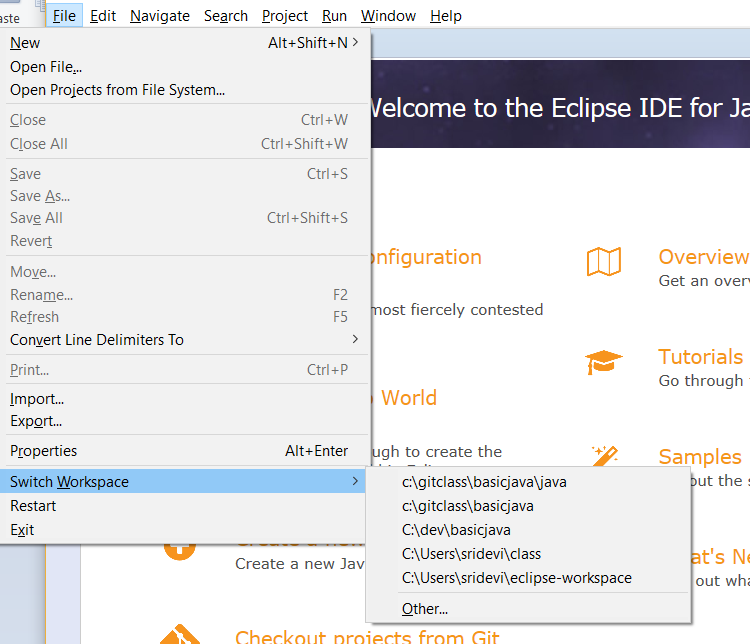 File Edit Navigate Search Project Run Window Help
New Alt+Shift+N
Open File...
Open Projects from File System...
Close Ctrl+W
Close All Ctrl+Shift+W
Save Ctrl+S
Save As...
Save All Ctrl+Shift+S
Revert
Move...
Rename... F2
Refresh F5
Convert Line Delimiters To
Print... Ctrl+P
Import...
Export...
Properties Alt+Enter
Switch Workspace
Restart
Exit
c:\gitclass\basicjava\java
c:\gitclass\basicjava
C:\dev\basicjava
C:\Users\sridevi\class
C:\Users\sridevi\eclipse-workspace
Other...
Welcome to the Eclipse IDE for Ja
onfiguration
most fiercely contested
World
ugh to create the
Create a new Jav
Checkout projects from Git
Overview
Get an over
Tutorials
Go through
Samples
out the s
at's Ne
out wha